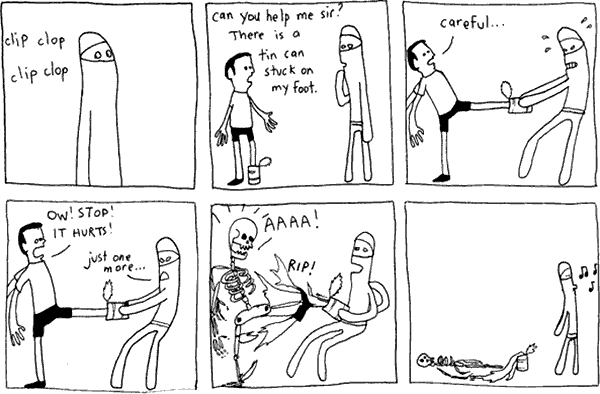 clip clop
clip clop
can you help me sir?
There is a
tin can
stuck on
my foot.
careful...
OW! STOP!
IT HURTS!
just one
more...
AAAA!
RIP!